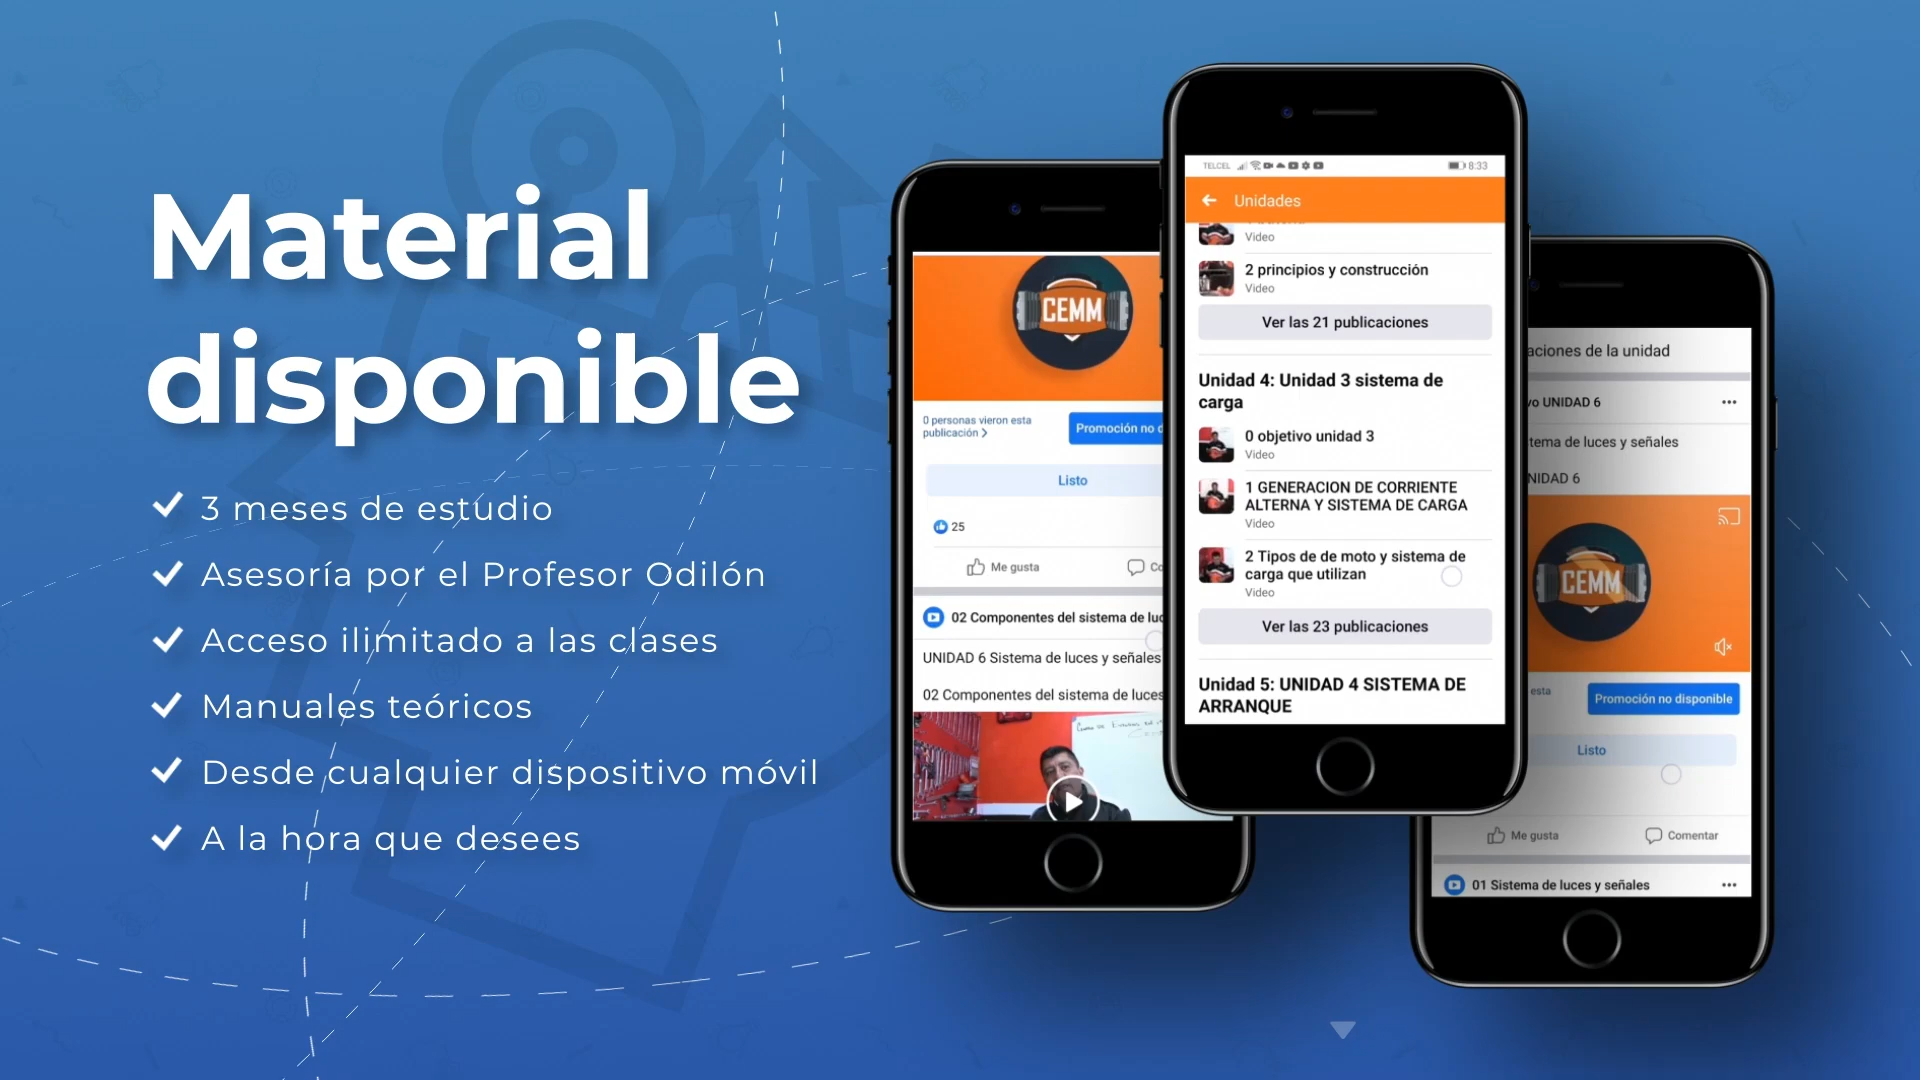 Material
disponible
3 meses de estudio
Asesoría por el Profesor Odilón
Acceso ilimitado a las clases
Manuales teóricos
Desde cualquier dispositivo móvil
A la hora que desees
CEMM
0 personas vieron esta
publicación
Promoción no d
Listo
25
Me gusta
Co
02 Componentes del sistema de luc
UNIDAD 6 Sistema de luces y señales
02 Componentes del sistema de luces
TELCEL
8:33
Unidades
Video
2 principios y construcción
Video
Ver las 21 publicaciones
Unidad 4: Unidad 3 sistema de
carga
0 objetivo unidad 3
Video
1 GENERACION DE CORRIENTE
ALTERNA Y SISTEMA DE CARGA
Video
2 Tipos de de moto y sistema de
carga que utilizan
Video
Ver las 23 publicaciones
Unidad 5: UNIDAD 4 SISTEMA DE
ARRANQUE
aciones de la unidad
vo UNIDAD 6
tema de luces y señales
NIDAD 6
CEMM
esta
Promoción no disponible
Listo
Me gusta
Comentar
01 Sistema de luces y señales